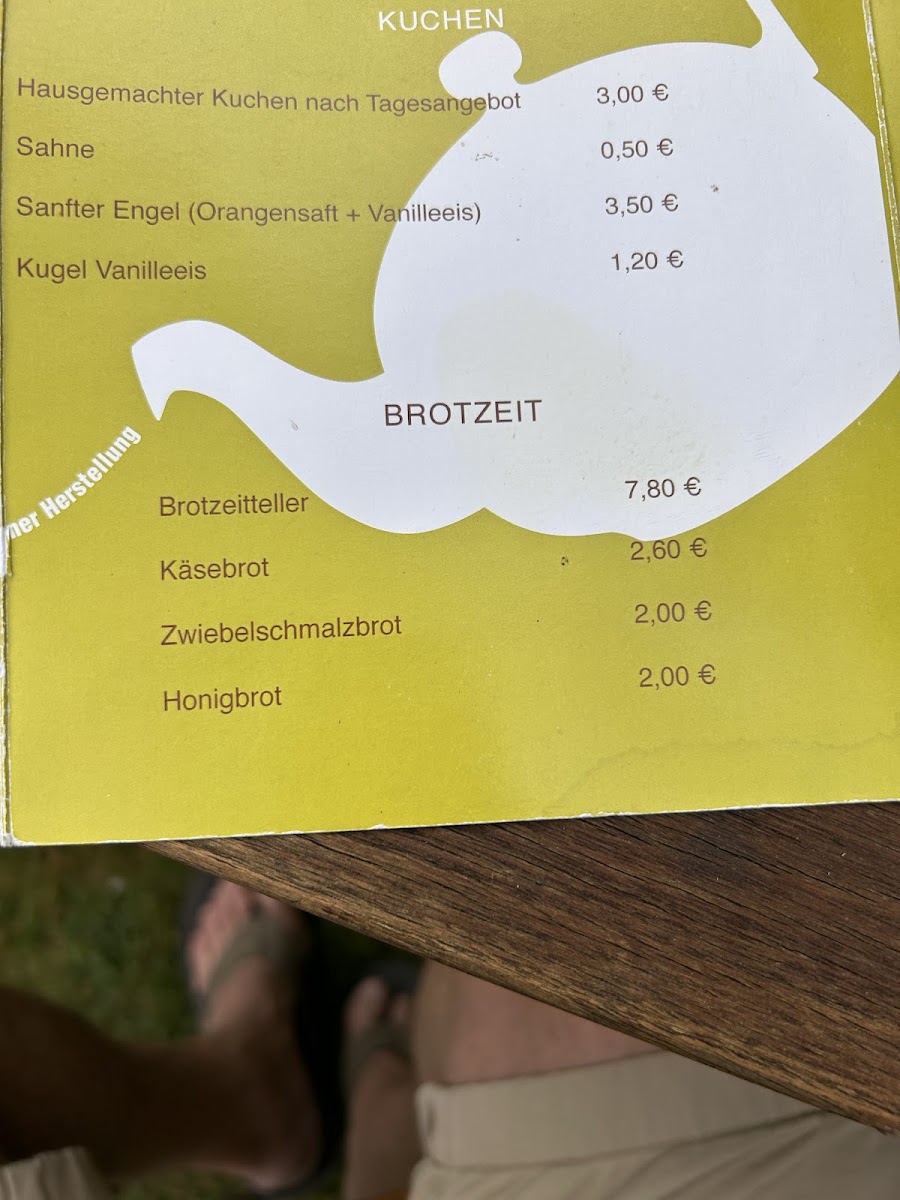 KUCHEN
Hausgemachter Kuchen nach Tagesangebot 3,00 €
Sahne 0,50 €
Sanfter Engel (Orangensaft + Vanilleeis) 3,50 €
Kugel Vanilleeis 1,20 €
BROTZEIT
Herstellung
Brotzeitteller 7,80 €
Käsebrot 2,60 €
Zwiebelschmalzbrot 2,00 €
Honigbrot 2,00 €